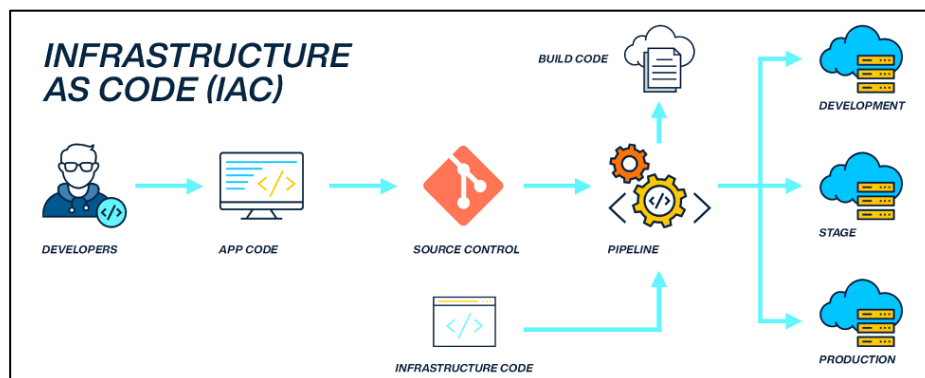 INFRASTRUCTURE
AS CODE (IAC)
BUILD CODE
DEVELOPMENT
</>
</>
</>
DEVELOPERS
APP CODE
SOURCE CONTROL
PIPELINE
STAGE
</>
INFRASTRUCTURE CODE
PRODUCTION